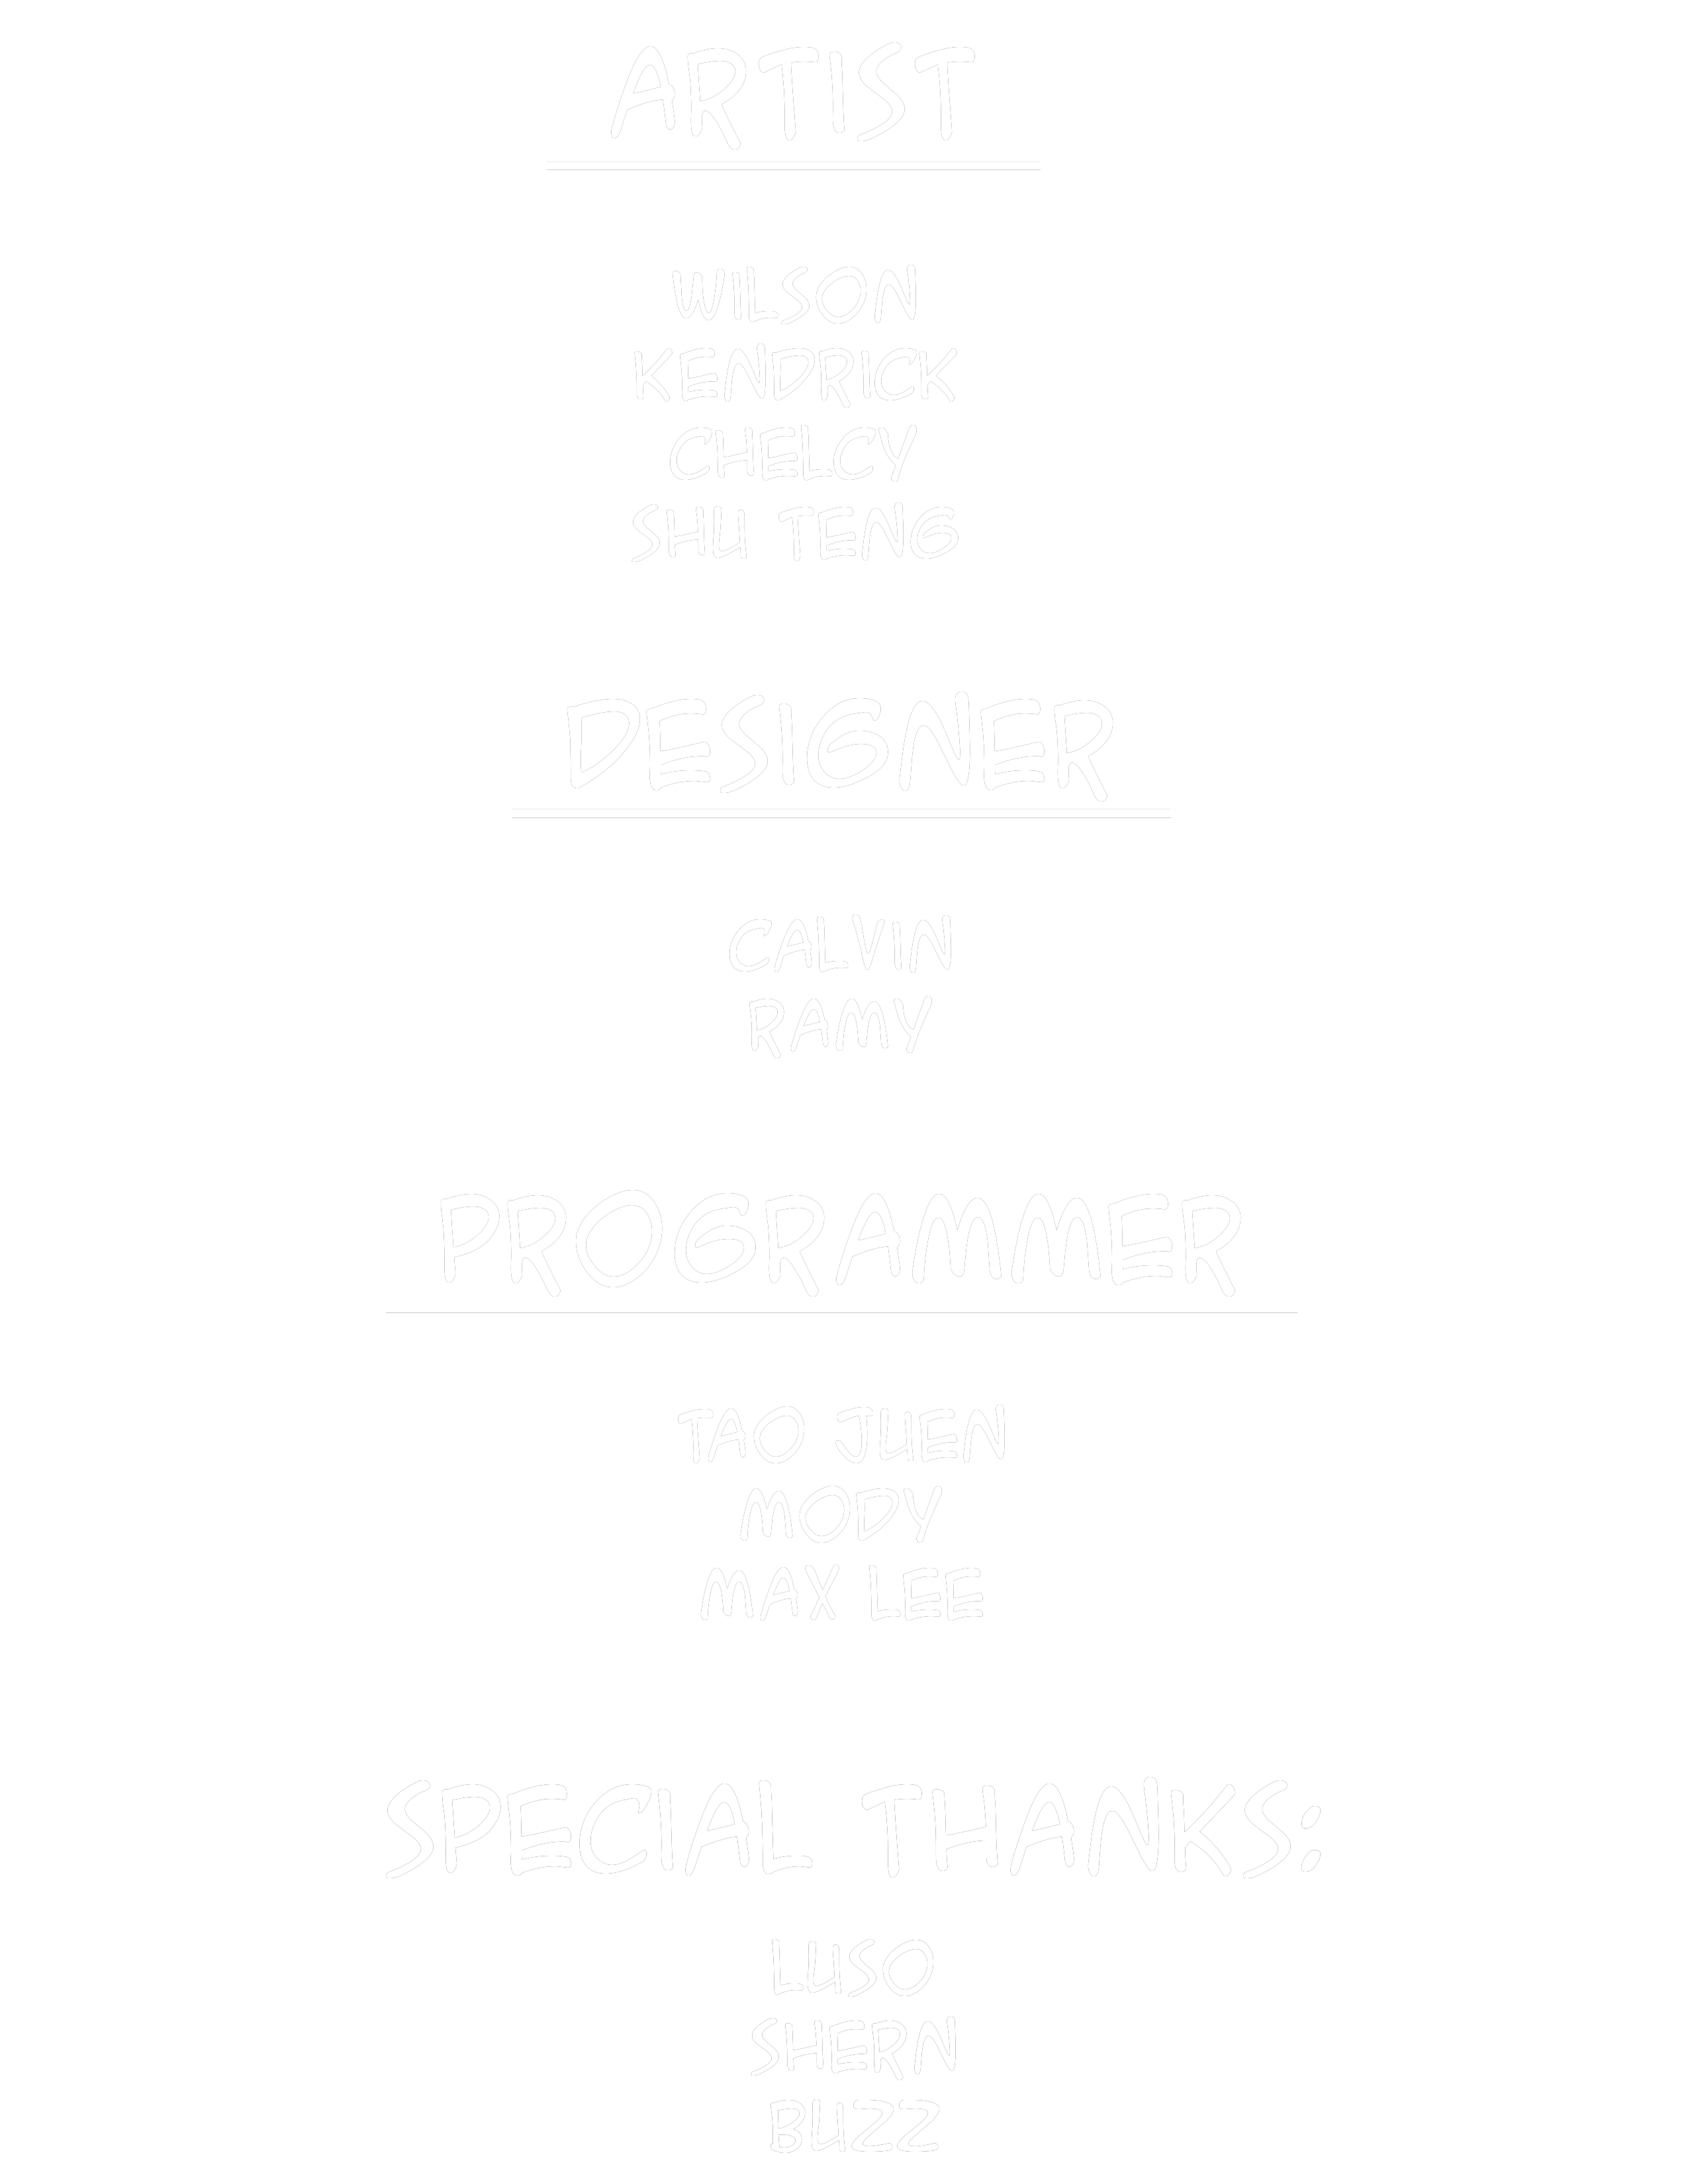 ARTIST
WILSON
KENDRICK
CHELCY
SHU TENG
DESIGNER
CALVIN
RAMY
PROGRAMMER
TAO JUEN
MODY
MAX LEE
SPECIAL THANKS:
LUSO
SHERN
BUZZ